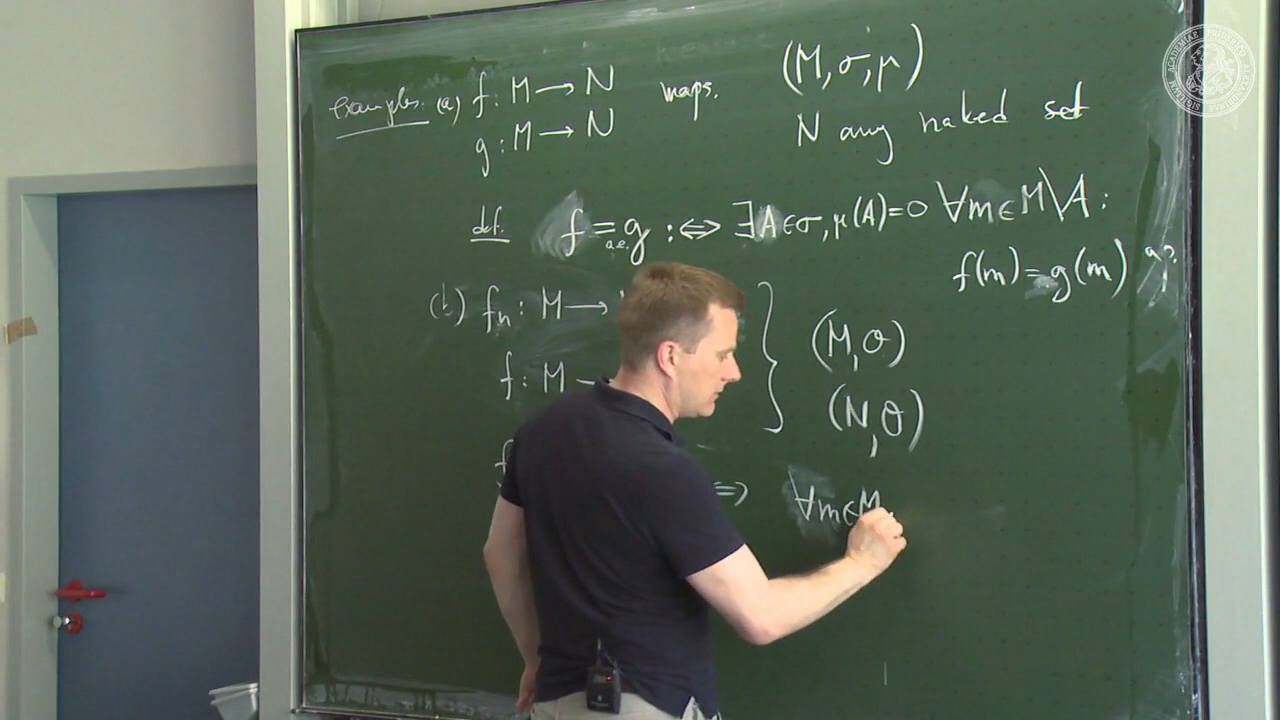 examples: (a) f : M → N maps. (M, σ, μ)
g : M → N N any naked set
def. f =a.e. g :⇔ ∃A∈σ, μ(A)=0 ∀m∈M\A :
f(m) = g(m)
(b) fn : M →
f : M
(M, σ)
(N, θ)
⇔ ∀m∈M